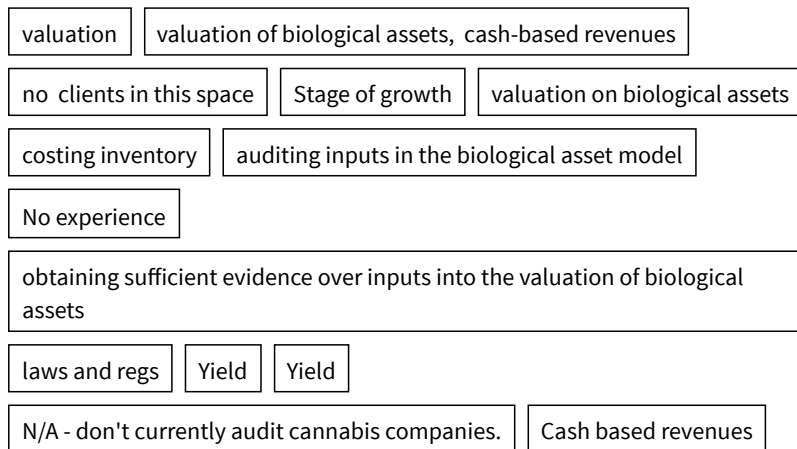 valuation
valuation of biological assets, cash-based revenues
no clients in this space
Stage of growth
valuation on biological assets
costing inventory
auditing inputs in the biological asset model
No experience
obtaining sufficient evidence over inputs into the valuation of biological
assets
laws and regs
Yield
Yield
N/A - don't currently audit cannabis companies.
Cash based revenues